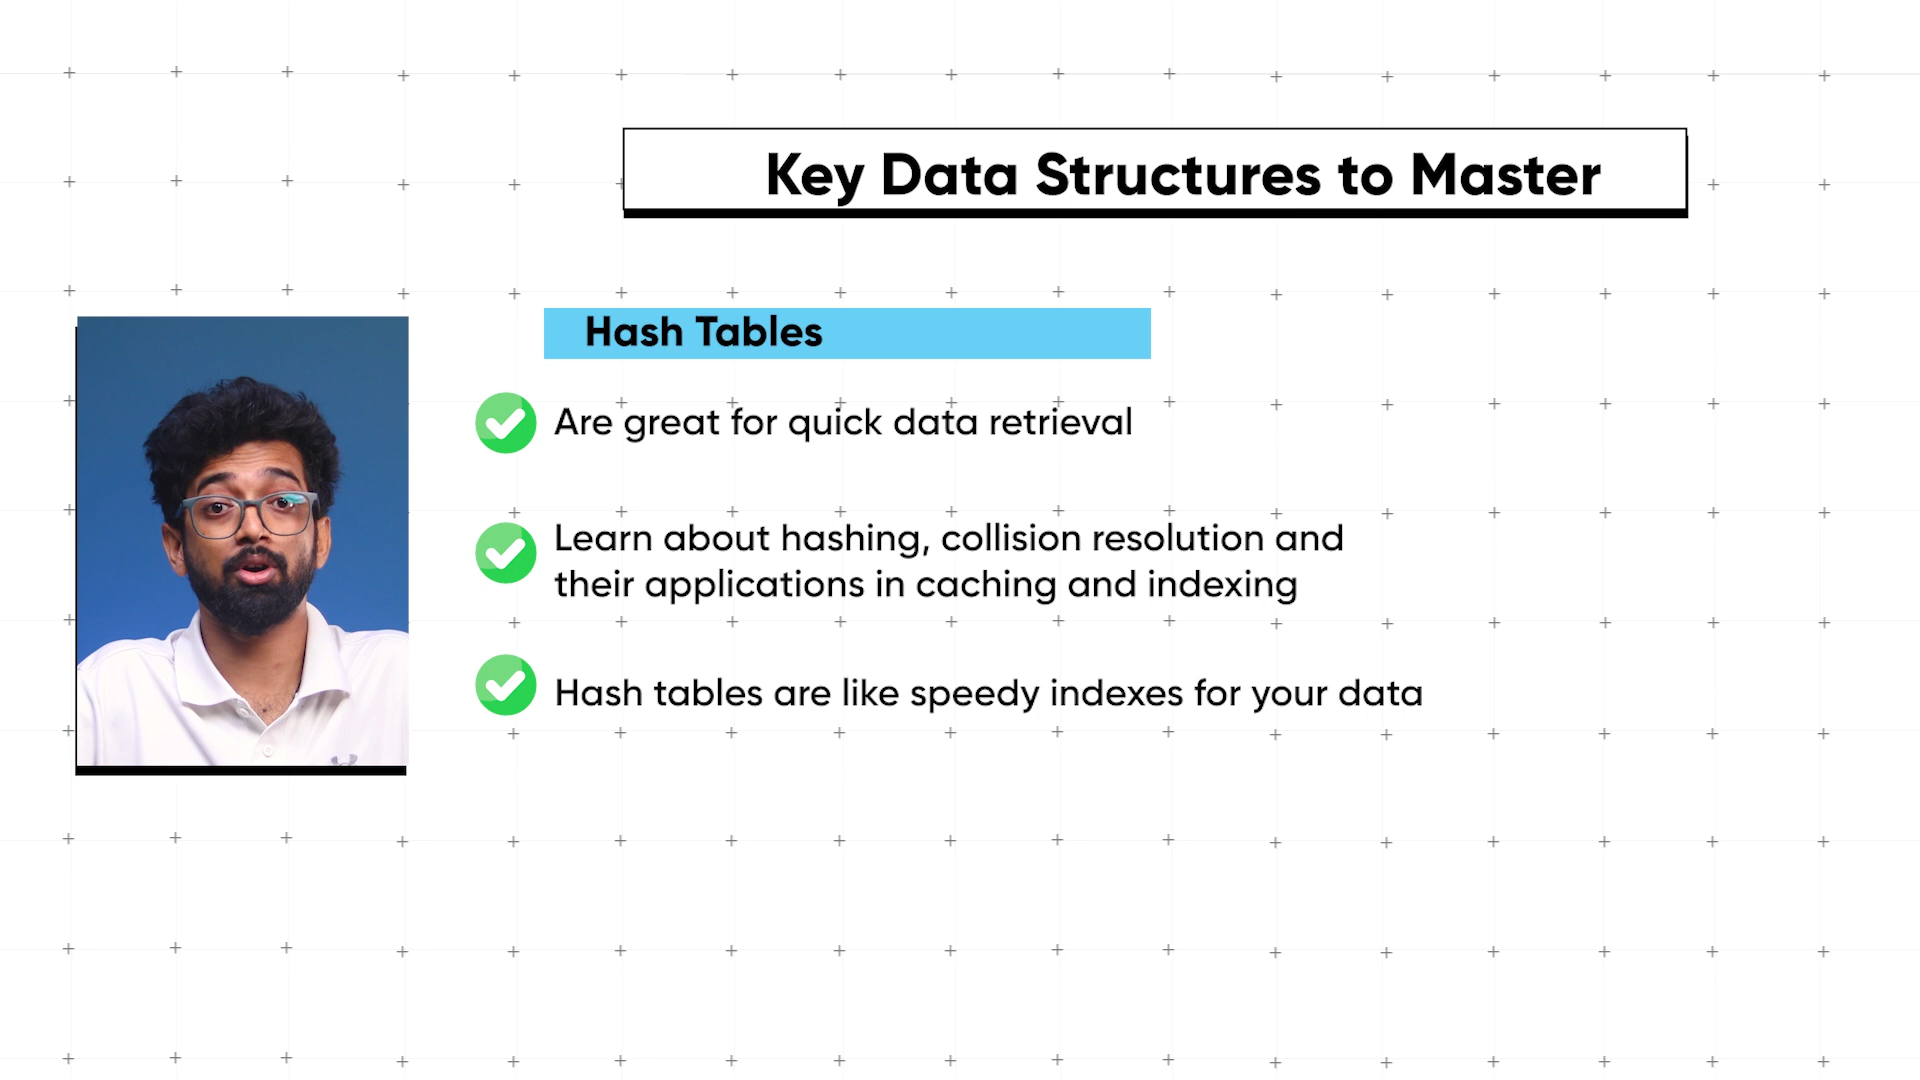 Key Data Structures to Master
Hash Tables
Are great for quick data retrieval
Learn about hashing, collision resolution and
their applications in caching and indexing
Hash tables are like speedy indexes for your data